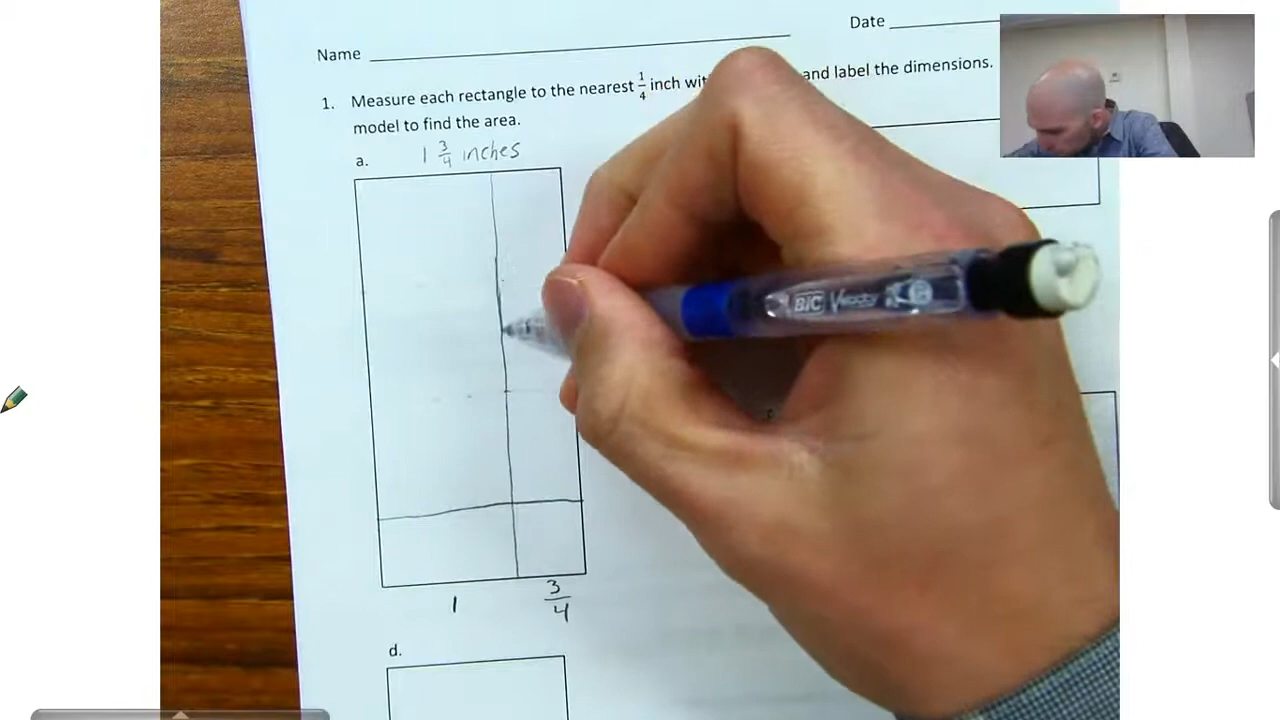 Name Date
1. Measure each rectangle to the nearest 1/4 inch and label the dimensions.
model to find the area.
a. 1 3/4 inches
BIC Velocity
1 3/4
d.